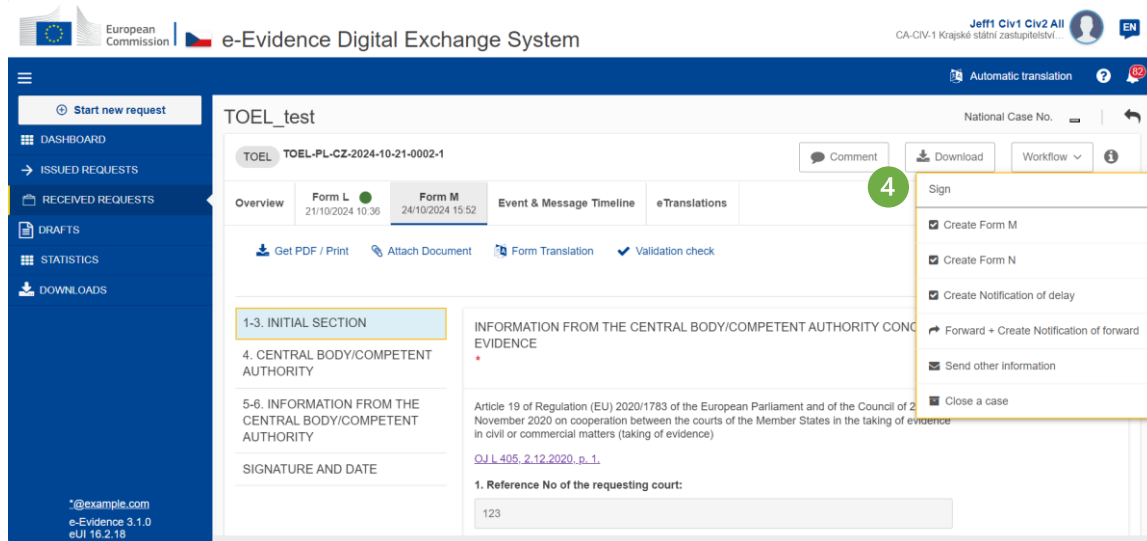 European
Commission
e-Evidence Digital Exchange System
Jeff1 Civ1 Civ2 All
CA-CIV-1 Krajské státní zastupitelství...
EN
Automatic translation
?
82
Start new request
DASHBOARD
ISSUED REQUESTS
RECEIVED REQUESTS
DRAFTS
STATISTICS
DOWNLOADS
*@example.com
e-Evidence 3.1.0
eUI 16.2.18
TOEL_test
National Case No.
TOEL TOEL-PL-CZ-2024-10-21-0002-1
Comment
Download
Workflow
Overview
Form L
21/10/2024 10:36
Form M
24/10/2024 15:52
Event & Message Timeline
eTranslations
4
Sign
Create Form M
Create Form N
Create Notification of delay
Forward + Create Notification of forward
Send other information
Close a case
Get PDF / Print
Attach Document
Form Translation
Validation check
1-3. INITIAL SECTION
4. CENTRAL BODY/COMPETENT
AUTHORITY
5-6. INFORMATION FROM THE
CENTRAL BODY/COMPETENT
AUTHORITY
SIGNATURE AND DATE
INFORMATION FROM THE CENTRAL BODY/COMPETENT AUTHORITY CONC
EVIDENCE
*
Article 19 of Regulation (EU) 2020/1783 of the European Parliament and of the Council of 2
November 2020 on cooperation between the courts of the Member States in the taking of evidence
in civil or commercial matters (taking of evidence)
OJ L 405, 2.12.2020, p. 1.
1. Reference No of the requesting court:
123